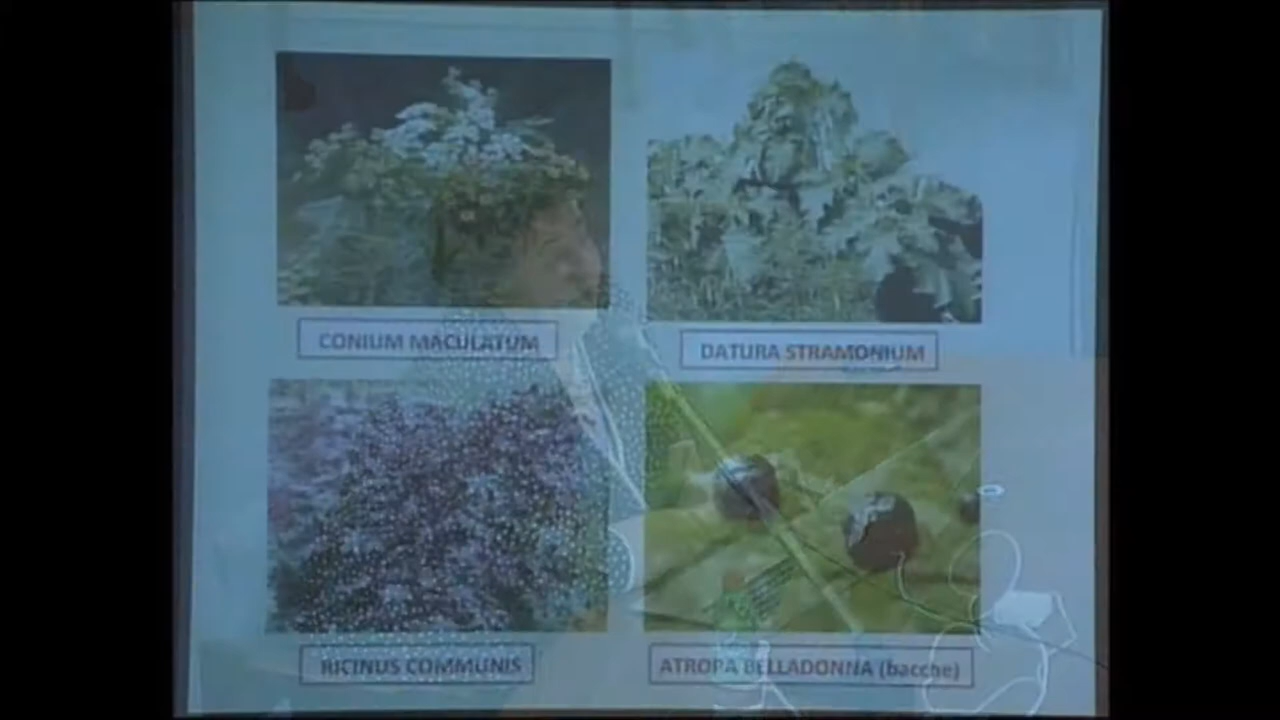 CONIUM MACULATUM
DATURA STRAMONIUM
RICINUS COMMUNIS
ATROPA BELLADONNA (bacche)